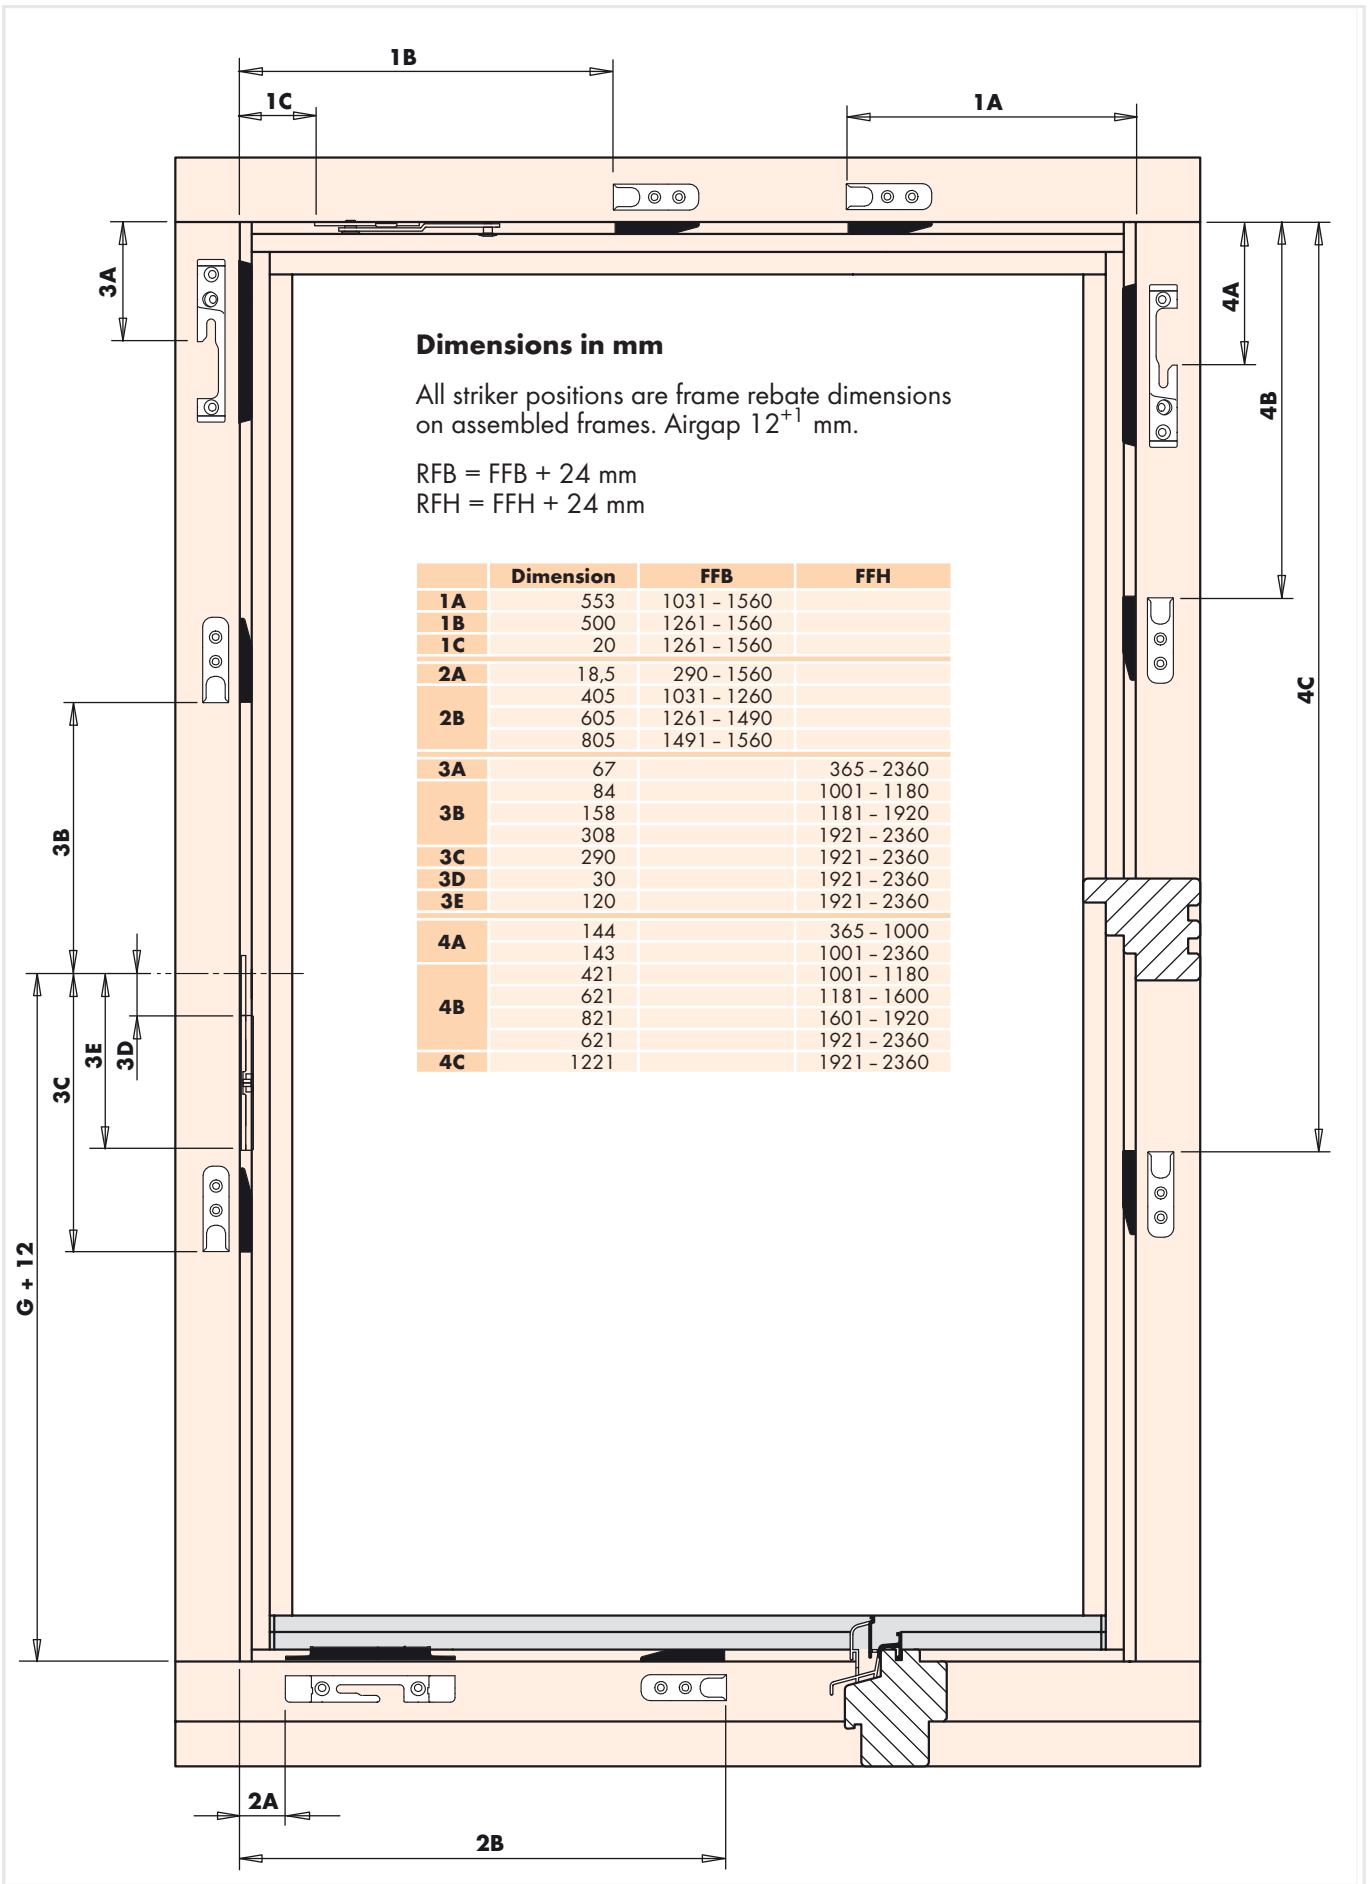 1B
1C
1A
3A
4A
4B
4C
3B
3E
3D
3C
G + 12
Dimensions in mm
All striker positions are frame rebate dimensions
on assembled frames. Airgap 12+1 mm.
RFB = FFB + 24 mm
RFH = FFH + 24 mm
Dimension FFB FFH
1A 553 1031 – 1560
1B 500 1261 – 1560
1C 20 1261 – 1560
2A 18,5 290 – 1560
405 1031 – 1260
2B 605 1261 – 1490
805 1491 – 1560
3A 67 365 – 2360
84 1001 – 1180
3B 158 1181 – 1920
308 1921 – 2360
3C 290 1921 – 2360
3D 30 1921 – 2360
3E 120 1921 – 2360
4A 144 365 – 1000
143 1001 – 2360
421 1001 – 1180
4B 621 1181 – 1600
821 1601 – 1920
621 1921 – 2360
4C 1221 1921 – 2360
2A
2B